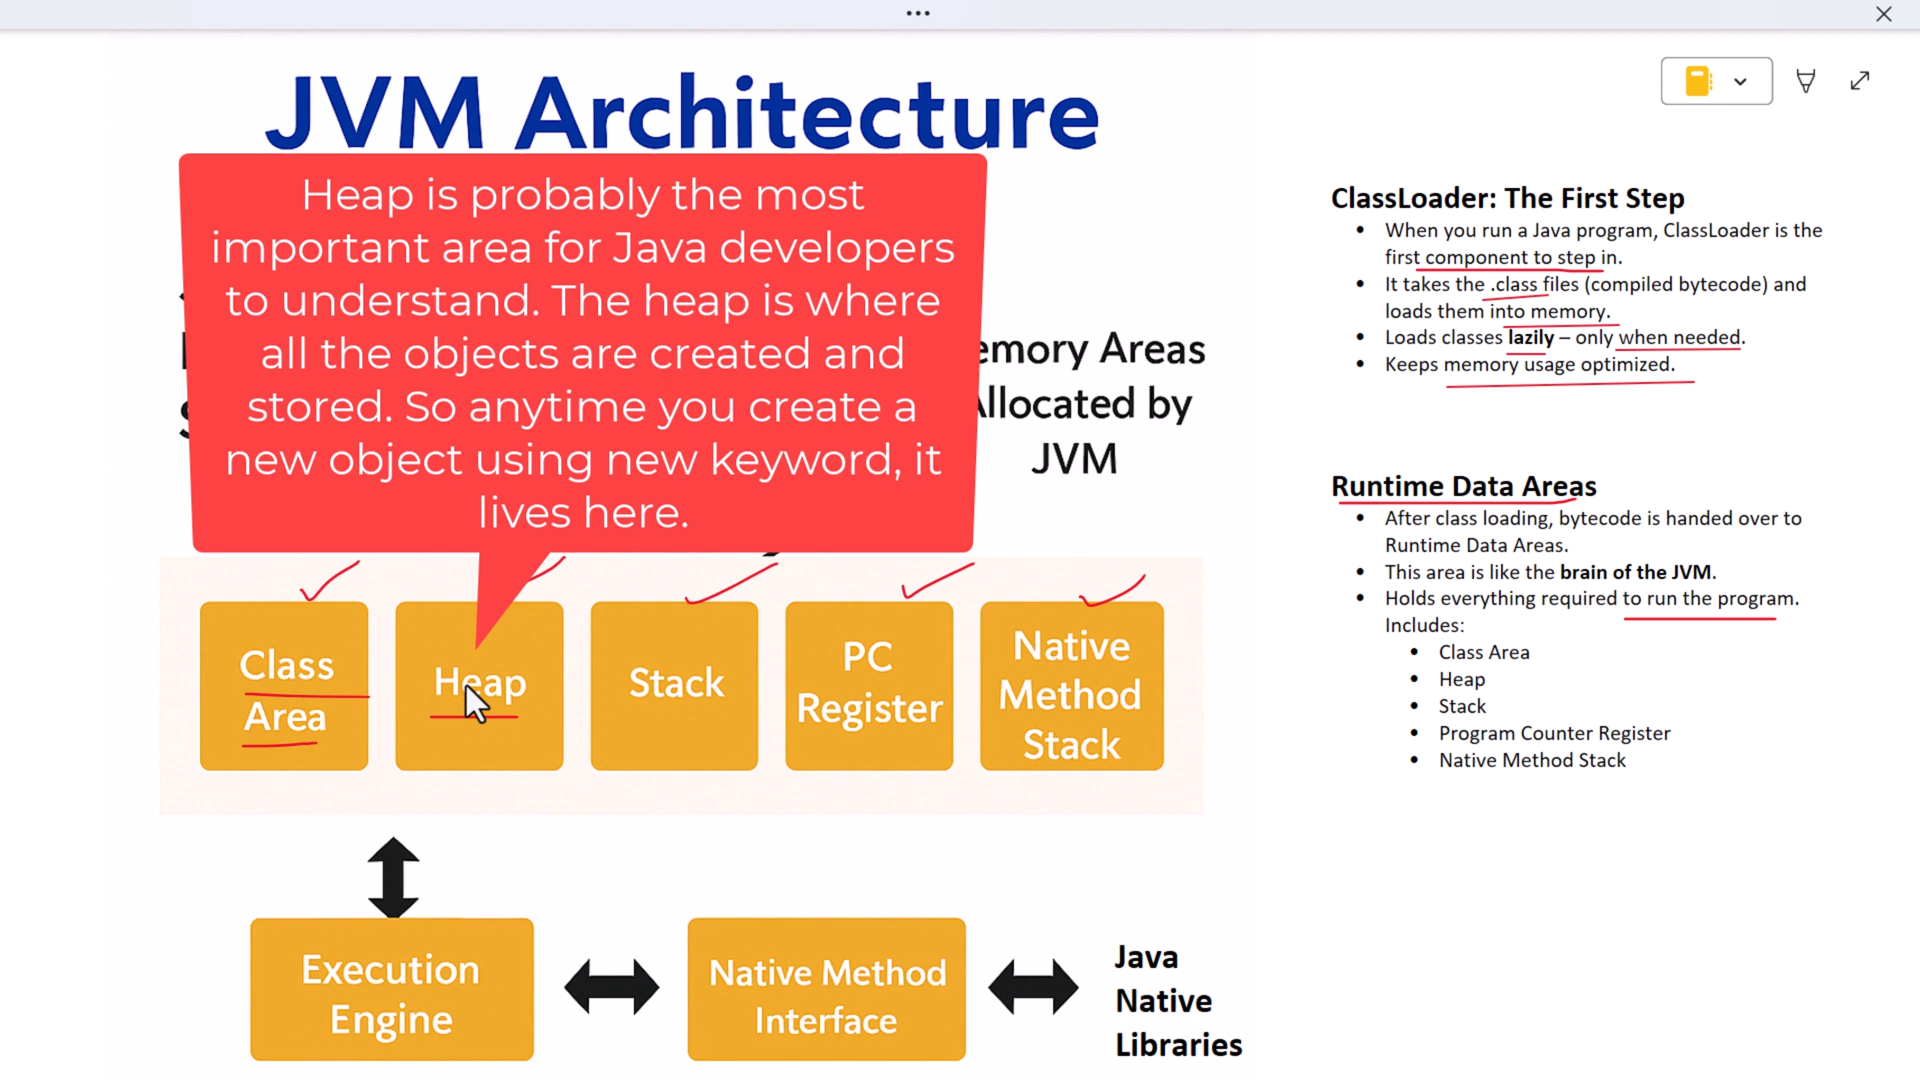 JVM Architecture
Heap is probably the most
important area for Java developers
to understand. The heap is where
all the objects are created and
stored. So anytime you create a
new object using new keyword, it
lives here.
emory Areas
Allocated by
JVM
Class
Area
Heap
Stack
PC
Register
Native
Method
Stack
Execution
Engine
Native Method
Interface
Java
Native
Libraries
ClassLoader: The First Step
• When you run a Java program, ClassLoader is the
first component to step in.
• It takes the .class files (compiled bytecode) and
loads them into memory.
• Loads classes lazily – only when needed.
• Keeps memory usage optimized.
Runtime Data Areas
• After class loading, bytecode is handed over to
Runtime Data Areas.
• This area is like the brain of the JVM.
• Holds everything required to run the program.
Includes:
• Class Area
• Heap
• Stack
• Program Counter Register
• Native Method Stack